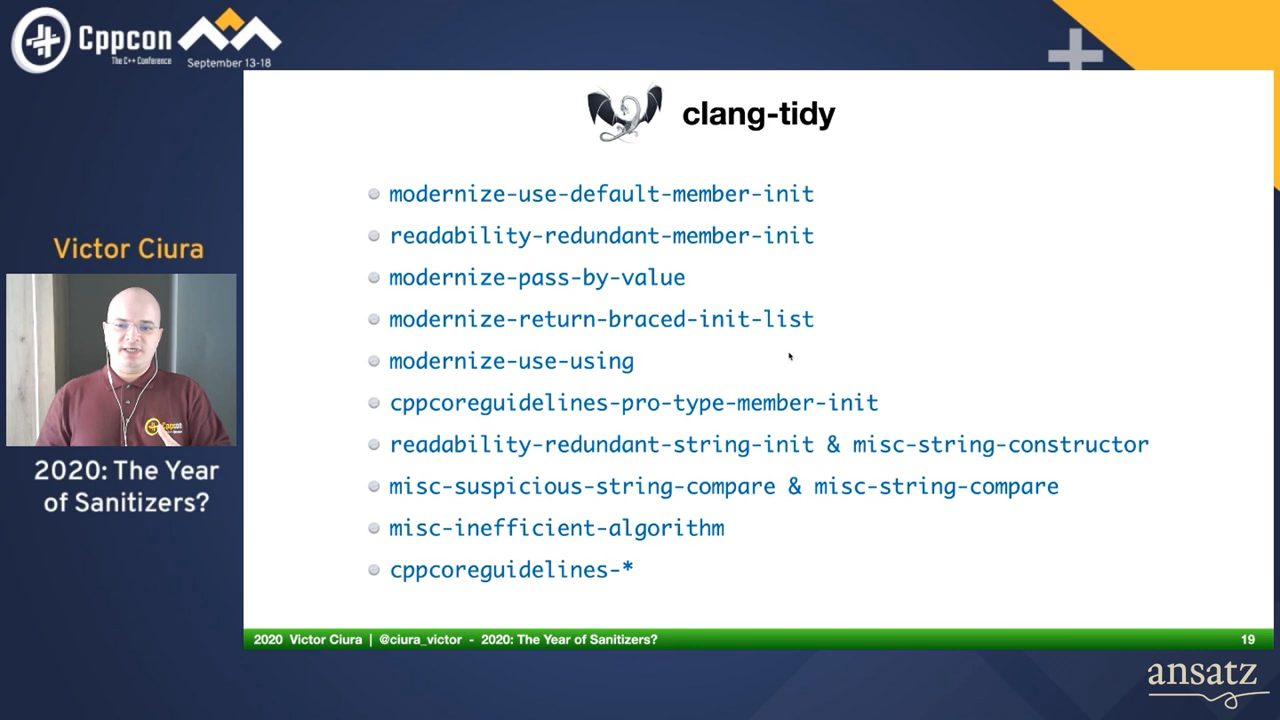 Cppcon
The C++ Conference
September 13-18
clang-tidy
modernize-use-default-member-init
readability-redundant-member-init
modernize-pass-by-value
modernize-return-braced-init-list
modernize-use-using
cppcoreguidelines-pro-type-member-init
readability-redundant-string-init & misc-string-constructor
misc-suspicious-string-compare & misc-string-compare
misc-inefficient-algorithm
cppcoreguidelines-*
Victor Ciura
Cppcon
2020: The Year
of Sanitizers?
2020 Victor Ciura | @ciura_victor - 2020: The Year of Sanitizers? 19
ansatz